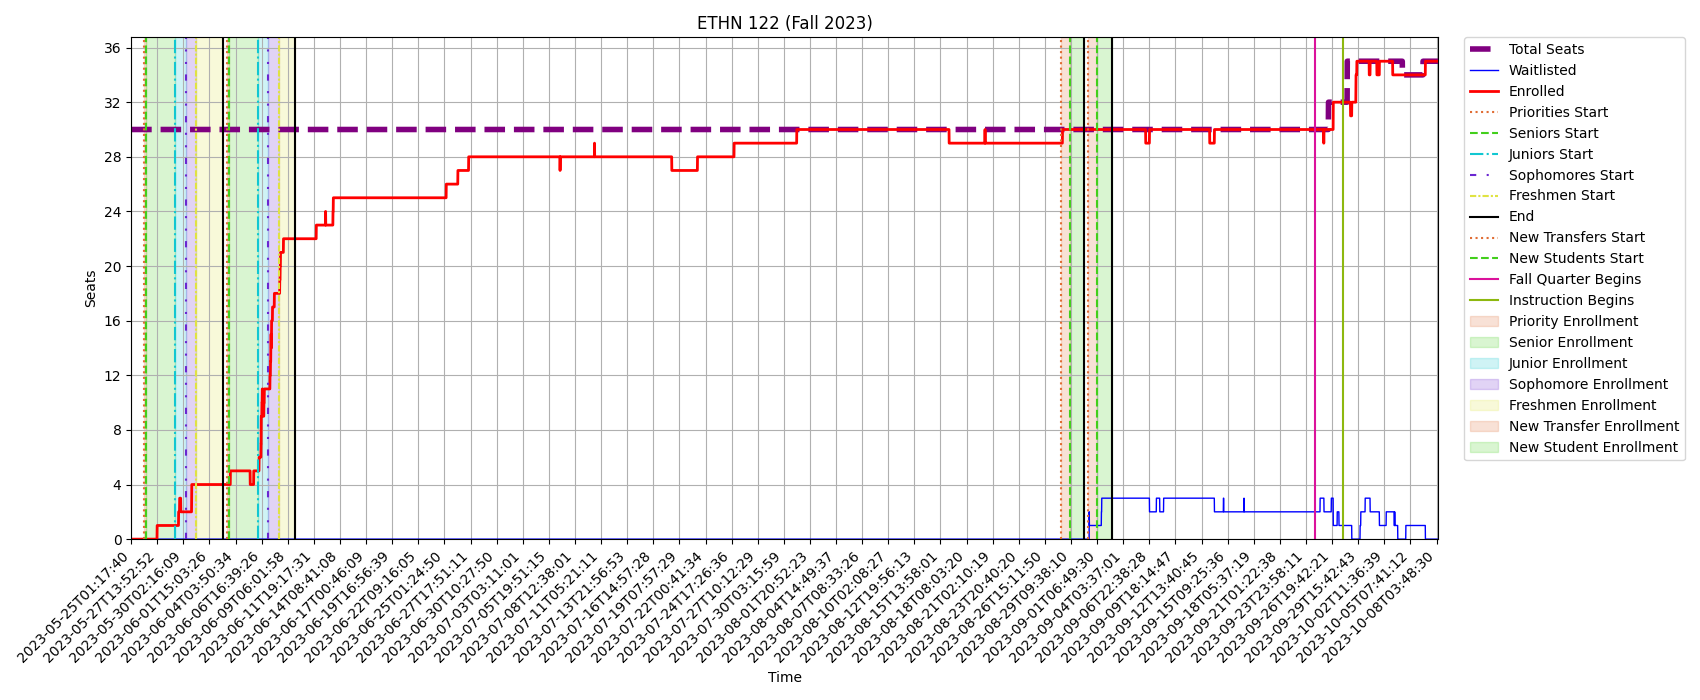 ETHN 122 (Fall 2023)
Seats
36
32
28
24
20
16
12
8
4
0
2023-05-25T01:17:40
2023-05-27T13:52:52
2023-05-30T02:16:09
2023-06-01T15:03:26
2023-06-04T03:50:34
2023-06-06T16:39:26
2023-06-09T06:01:58
2023-06-11T19:17:31
2023-06-14T08:41:08
2023-06-17T00:46:09
2023-06-19T16:56:39
2023-06-22T09:16:05
2023-06-25T01:24:50
2023-06-27T17:51:11
2023-06-30T10:27:50
2023-07-03T03:11:01
2023-07-05T19:51:15
2023-07-08T12:38:01
2023-07-11T05:21:11
2023-07-13T21:56:53
2023-07-16T14:57:28
2023-07-19T07:57:29
2023-07-22T00:41:34
2023-07-24T17:26:36
2023-07-27T10:12:29
2023-07-30T03:15:59
2023-08-01T20:52:23
2023-08-04T14:49:37
2023-08-07T08:33:26
2023-08-10T02:08:27
2023-08-12T19:56:13
2023-08-15T13:58:01
2023-08-18T08:03:20
2023-08-21T02:10:19
2023-08-23T20:40:20
2023-08-26T15:11:50
2023-08-29T09:38:10
2023-09-01T06:49:30
2023-09-04T03:37:01
2023-09-06T22:38:28
2023-09-09T18:14:47
2023-09-12T13:40:45
2023-09-15T09:25:36
2023-09-18T05:37:19
2023-09-21T01:22:38
2023-09-23T23:58:11
2023-09-26T19:42:21
2023-09-29T15:42:43
2023-10-02T11:36:39
2023-10-05T07:41:12
2023-10-08T03:48:30
Time
Total Seats
Waitlisted
Enrolled
Priorities Start
Seniors Start
Juniors Start
Sophomores Start
Freshmen Start
End
New Transfers Start
New Students Start
Fall Quarter Begins
Instruction Begins
Priority Enrollment
Senior Enrollment
Junior Enrollment
Sophomore Enrollment
Freshmen Enrollment
New Transfer Enrollment
New Student Enrollment